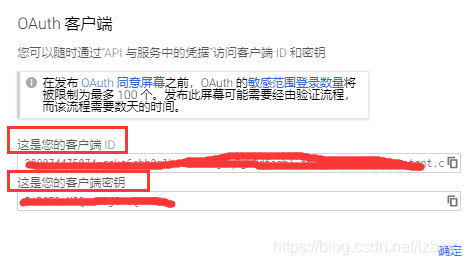 OAuth 客户端
您可以随时通过“API 与服务中的凭据”访问客户端 ID 和密钥
在发布 OAuth 同意屏幕之前，OAuth 的敏感范围登录数量将
被限制为最多 100 个。发布此屏幕可能需要经由验证流程，
而该流程需要数天的时间。
这是您的客户端 ID
这是您的客户端密钥
https://blog.csdn.net/lzb
确定